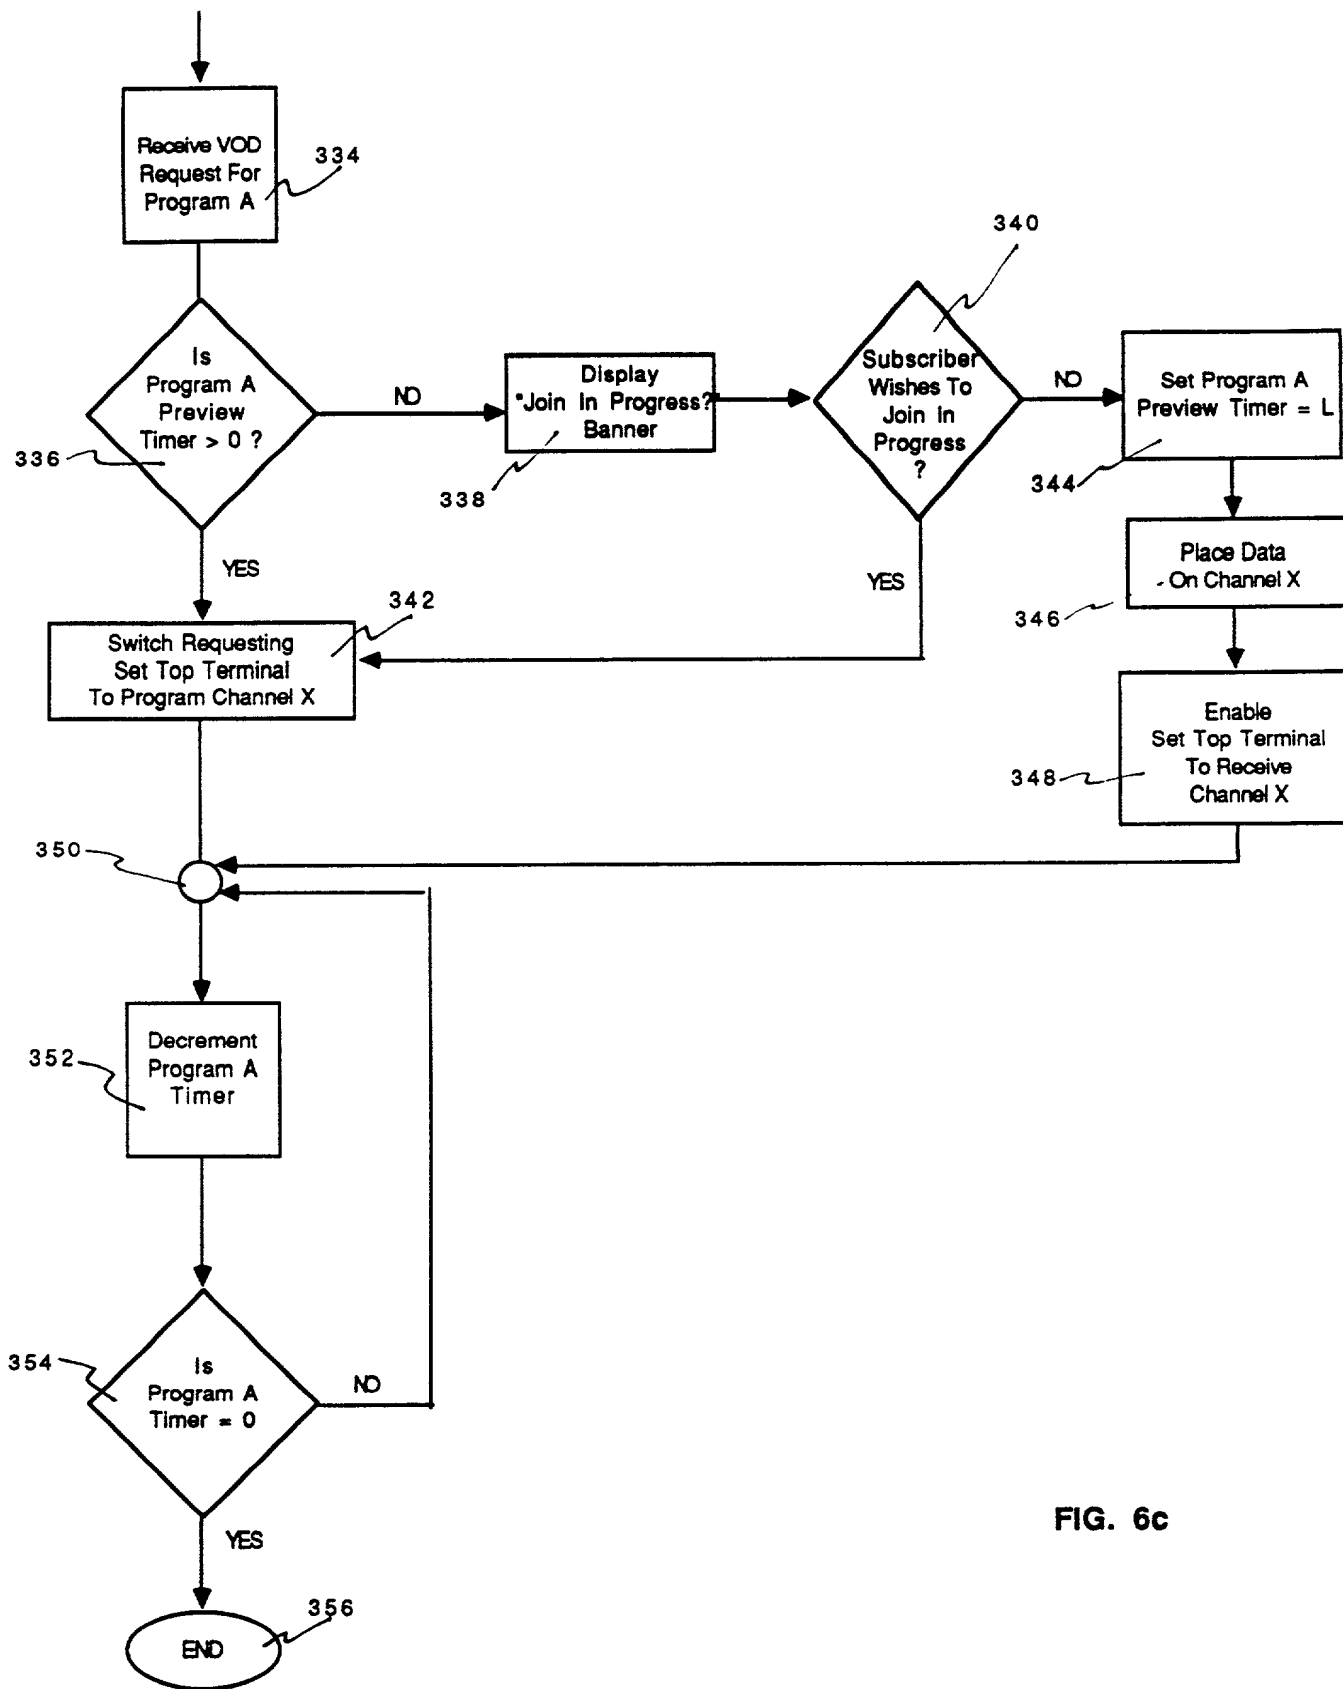 Receive VOD
Request For
Program A
334
340
Is
Program A
Preview
Timer > 0 ?
336
NO
Display
"Join In Progress?"
Banner
338
Subscriber
Wishes To
Join In
Progress
?
NO
Set Program A
Preview Timer = L
344
YES
YES
Place Data
On Channel X
346
342
Switch Requesting
Set Top Terminal
To Program Channel X
Enable
Set Top Terminal
To Receive
Channel X
348
350
352
Decrement
Program A
Timer
354
Is
Program A
Timer = 0
NO
YES
FIG. 6c
356
END